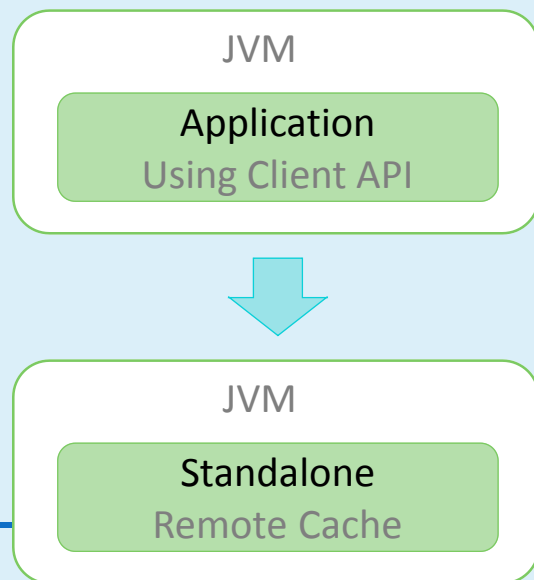 JVM
Application
Using Client API
JVM
Standalone
Remote Cache